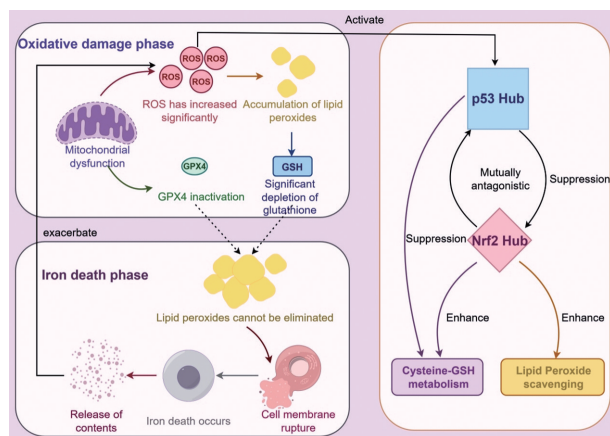 Activate
Oxidative damage phase
ROS
ROS
ROS
ROS
ROS
ROS has increased
significantly
Accumulation of lipid
peroxides
Mitochondrial
dysfunction
GPX4
GPX4 inactivation
GSH
Significant
depletion of
glutathione
exacerbate
Iron death phase
Lipid peroxides cannot be eliminated
Release of
contents
Iron death occurs
Cell membrane
rupture
p53 Hub
Mutually
antagonistic
Suppression
Suppression
Nrf2 Hub
Enhance
Enhance
Cysteine-GSH
metabolism
Lipid Peroxide
scavenging